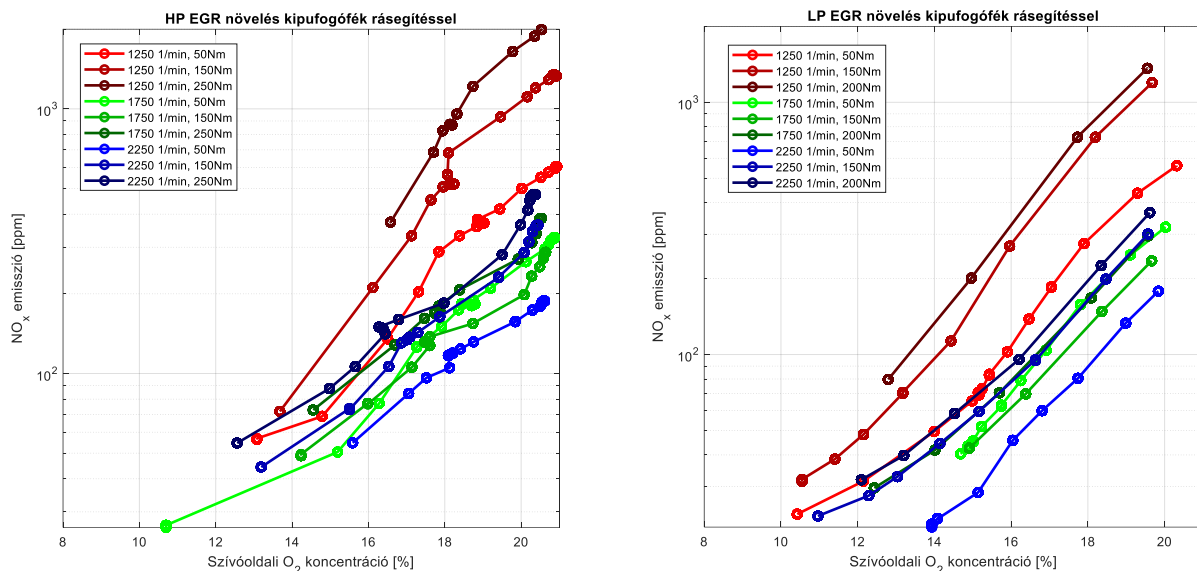 HP EGR növelés kipufogófék rásegítéssel
1250 1/min, 50Nm
1250 1/min, 150Nm
1250 1/min, 250Nm
1750 1/min, 50Nm
1750 1/min, 150Nm
1750 1/min, 250Nm
2250 1/min, 50Nm
2250 1/min, 150Nm
2250 1/min, 250Nm
10³
10²
NOₓ emisszió [ppm]
8 10 12 14 16 18 20
Szívóoldali O₂ koncentráció [%]
LP EGR növelés kipufogófék rásegítéssel
1250 1/min, 50Nm
1250 1/min, 150Nm
1250 1/min, 200Nm
1750 1/min, 50Nm
1750 1/min, 150Nm
1750 1/min, 200Nm
2250 1/min, 50Nm
2250 1/min, 150Nm
2250 1/min, 200Nm
10³
10²
NOₓ emisszió [ppm]
8 10 12 14 16 18 20
Szívóoldali O₂ koncentráció [%]